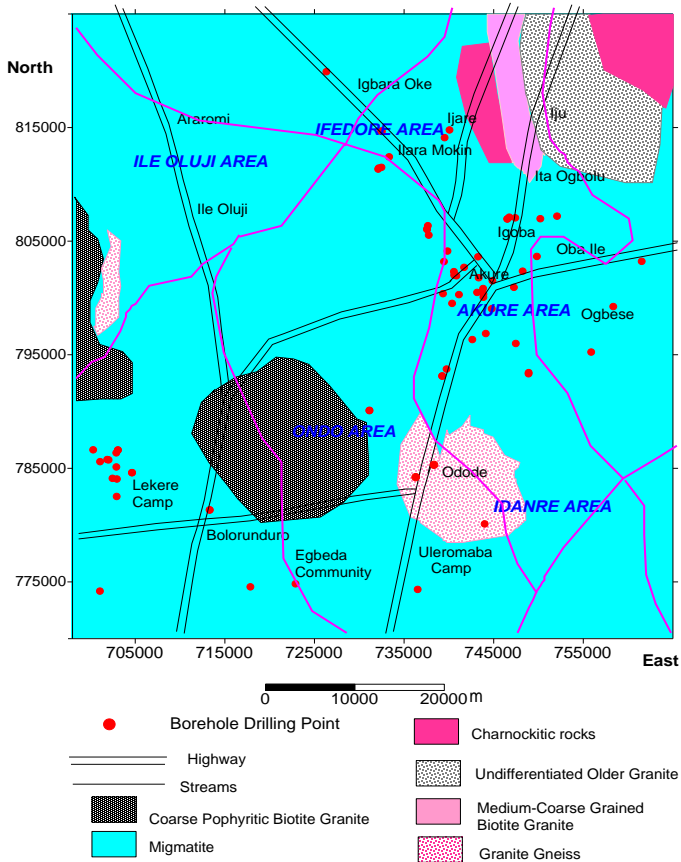 North
Igbara Oke
Araromi
815000
IFEDORE AREA
Ijare
Iju
Ilara Mokin
ILE OLUJI AREA
Ita Ogbolu
Ile Oluji
Igoba
805000
Oba Ile
Akure
AKURE AREA
Ogbese
795000
ONDO AREA
785000
Odode
Lekere
Camp
IDANRE AREA
Bolorunduro
Egbeda
Community
Uleromaba
Camp
775000
705000 715000 725000 735000 745000 755000
East
0 10000 20000 m
Borehole Drilling Point
Highway
Streams
Coarse Pophyritic Biotite Granite
Migmatite
Charnockitic rocks
Undifferentiated Older Granite
Medium-Coarse Grained
Biotite Granite
Granite Gneiss